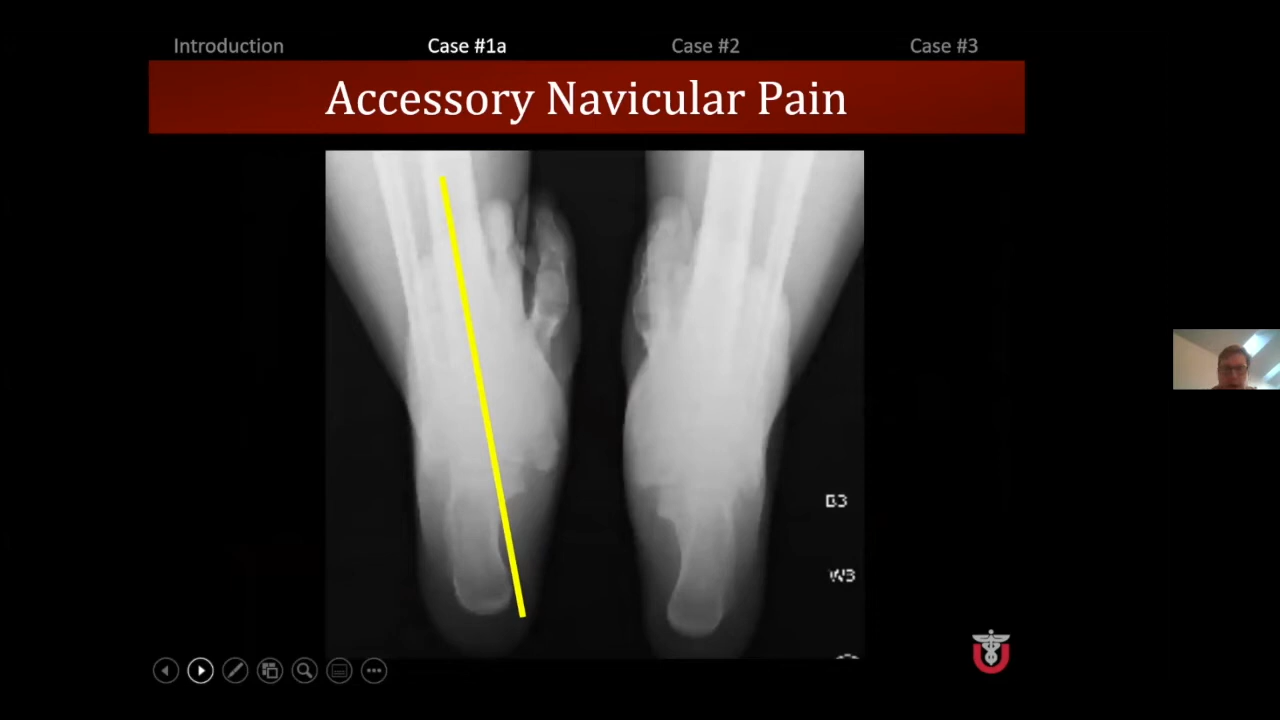 Introduction
Case #1a
Case #2
Case #3
Accessory Navicular Pain
B3
W3